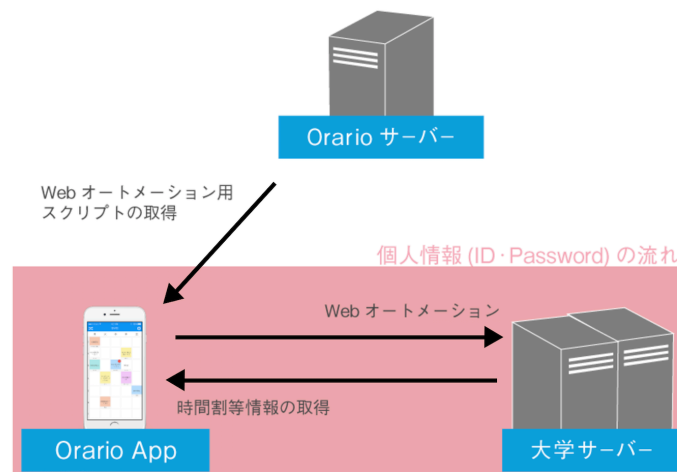 Orario サーバー
Web オートメーション用
スクリプトの取得
個人情報 (ID · Password) の流れ
Web オートメーション
時間割等情報の取得
Orario App
大学サーバー